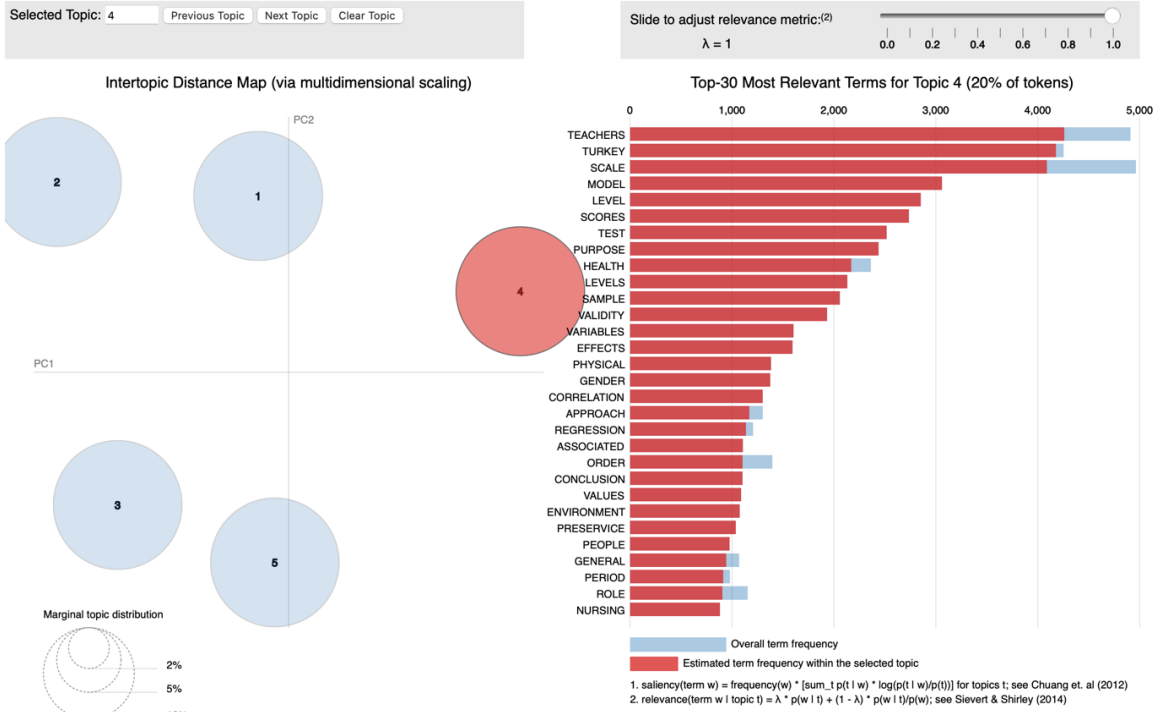 Selected Topic: 4 Previous Topic Next Topic Clear Topic
Slide to adjust relevance metric:(2)
λ = 1
0.0 0.2 0.4 0.6 0.8 1.0
Intertopic Distance Map (via multidimensional scaling)
PC2
PC1
2
1
4
3
5
Marginal topic distribution
2%
5%
Top-30 Most Relevant Terms for Topic 4 (20% of tokens)
0 1,000 2,000 3,000 4,000 5,000
TEACHERS
TURKEY
SCALE
MODEL
LEVEL
SCORES
TEST
PURPOSE
HEALTH
LEVELS
SAMPLE
VALIDITY
VARIABLES
EFFECTS
PHYSICAL
GENDER
CORRELATION
APPROACH
REGRESSION
ASSOCIATED
ORDER
CONCLUSION
VALUES
ENVIRONMENT
PRESERVICE
PEOPLE
GENERAL
PERIOD
ROLE
NURSING
Overall term frequency
Estimated term frequency within the selected topic
1. saliency(term w) = frequency(w) * [sum_t p(t | w) * log(p(t | w)/p(t))] for topics t; see Chuang et. al (2012)
2. relevance(term w | topic t) = λ * p(w | t) + (1 - λ) * p(w | t)/p(w); see Sievert & Shirley (2014)